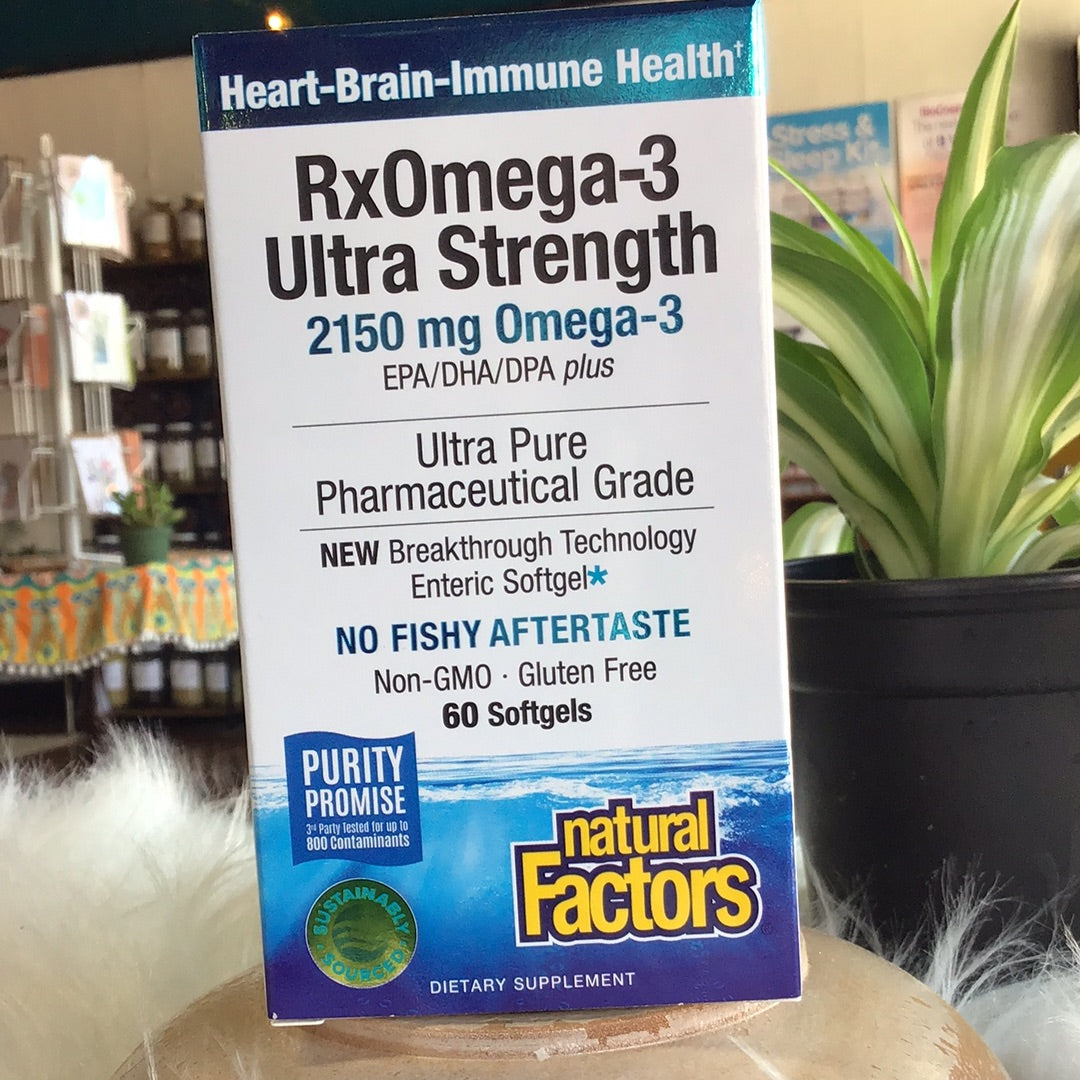 Heart-Brain-Immune Health†
RxOmega-3
Ultra Strength
2150 mg Omega-3
EPA/DHA/DPA plus
Ultra Pure
Pharmaceutical Grade
NEW Breakthrough Technology
Enteric Softgel*
NO FISHY AFTERTASTE
Non-GMO · Gluten Free
60 Softgels
PURITY
PROMISE
3rd Party Tested for up to
800 Contaminants
natural
Factors®
SUSTAINABLY
SOURCED
DIETARY SUPPLEMENT
Stress &
Sleep Kit